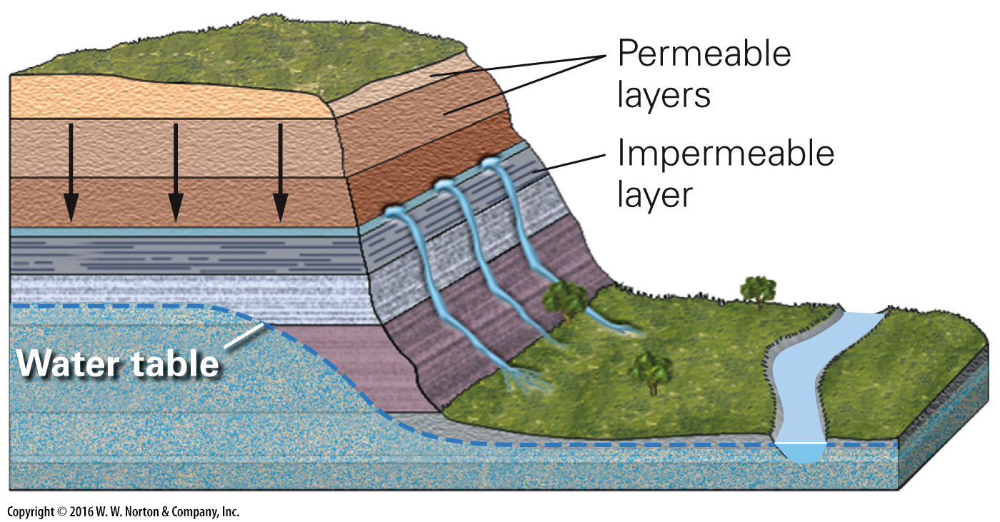 Permeable
layers
Impermeable
layer
Water table
Copyright © 2016 W. W. Norton & Company, Inc.